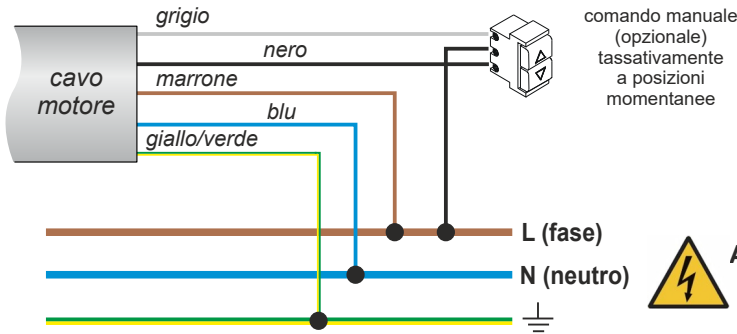 grigio
nero
marrone
blu
giallo/verde
cavo
motore
comando manuale
(opzionale)
tassativamente
a posizioni
momentanee
L (fase)
N (neutro)
A